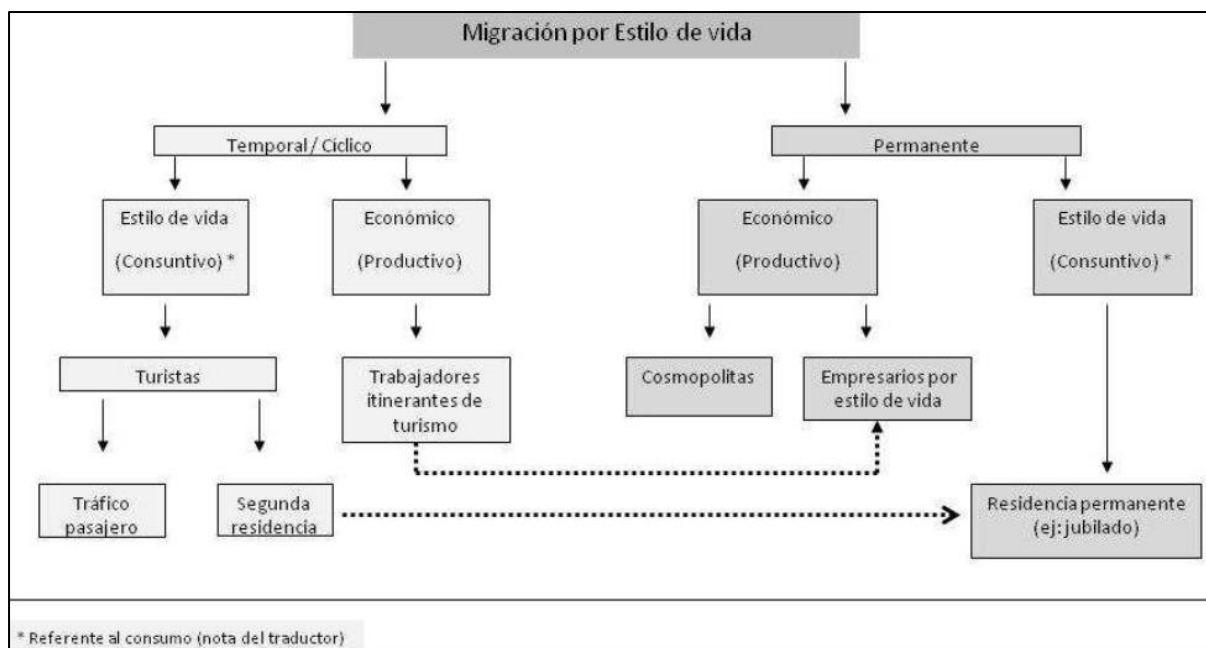 Migración por Estilo de vida
Temporal / Cíclico
Permanente
Estilo de vida
(Consuntivo) *
Económico
(Productivo)
Económico
(Productivo)
Estilo de vida
(Consuntivo) *
Turistas
Trabajadores
itinerantes de
turismo
Cosmopolitas
Empresarios por
estilo de vida
Tráfico
pasajero
Segunda
residencia
Residencia permanente
(ej: jubilado)
* Referente al consumo (nota del traductor)